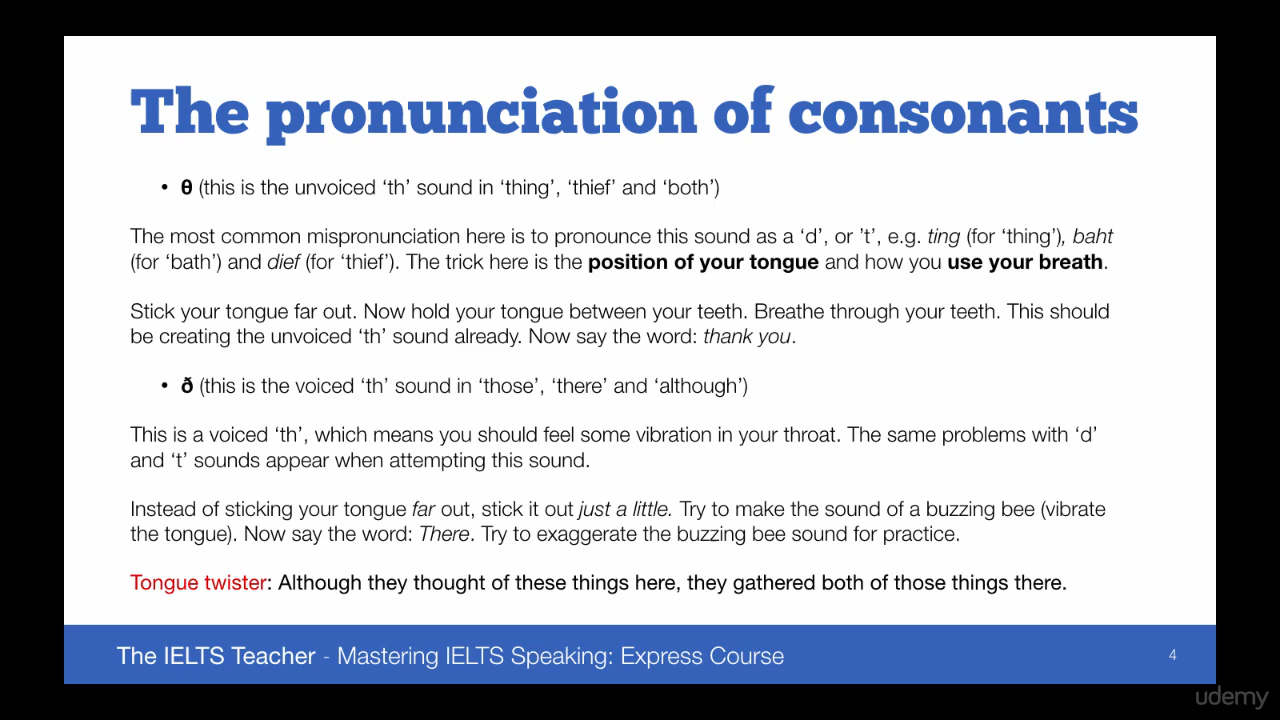 The pronunciation of consonants
• θ (this is the unvoiced ‘th’ sound in ‘thing’, ‘thief’ and ‘both’)
The most common mispronunciation here is to pronounce this sound as a ‘d’, or ’t’, e.g. ting (for ‘thing’), baht
(for ‘bath’) and dief (for ‘thief’). The trick here is the position of your tongue and how you use your breath.
Stick your tongue far out. Now hold your tongue between your teeth. Breathe through your teeth. This should
be creating the unvoiced ‘th’ sound already. Now say the word: thank you.
• ð (this is the voiced ‘th’ sound in ‘those’, ‘there’ and ‘although’)
This is a voiced ‘th’, which means you should feel some vibration in your throat. The same problems with ‘d’
and ‘t’ sounds appear when attempting this sound.
Instead of sticking your tongue far out, stick it out just a little. Try to make the sound of a buzzing bee (vibrate
the tongue). Now say the word: There. Try to exaggerate the buzzing bee sound for practice.
Tongue twister: Although they thought of these things here, they gathered both of those things there.
The IELTS Teacher - Mastering IELTS Speaking: Express Course
4
udemy